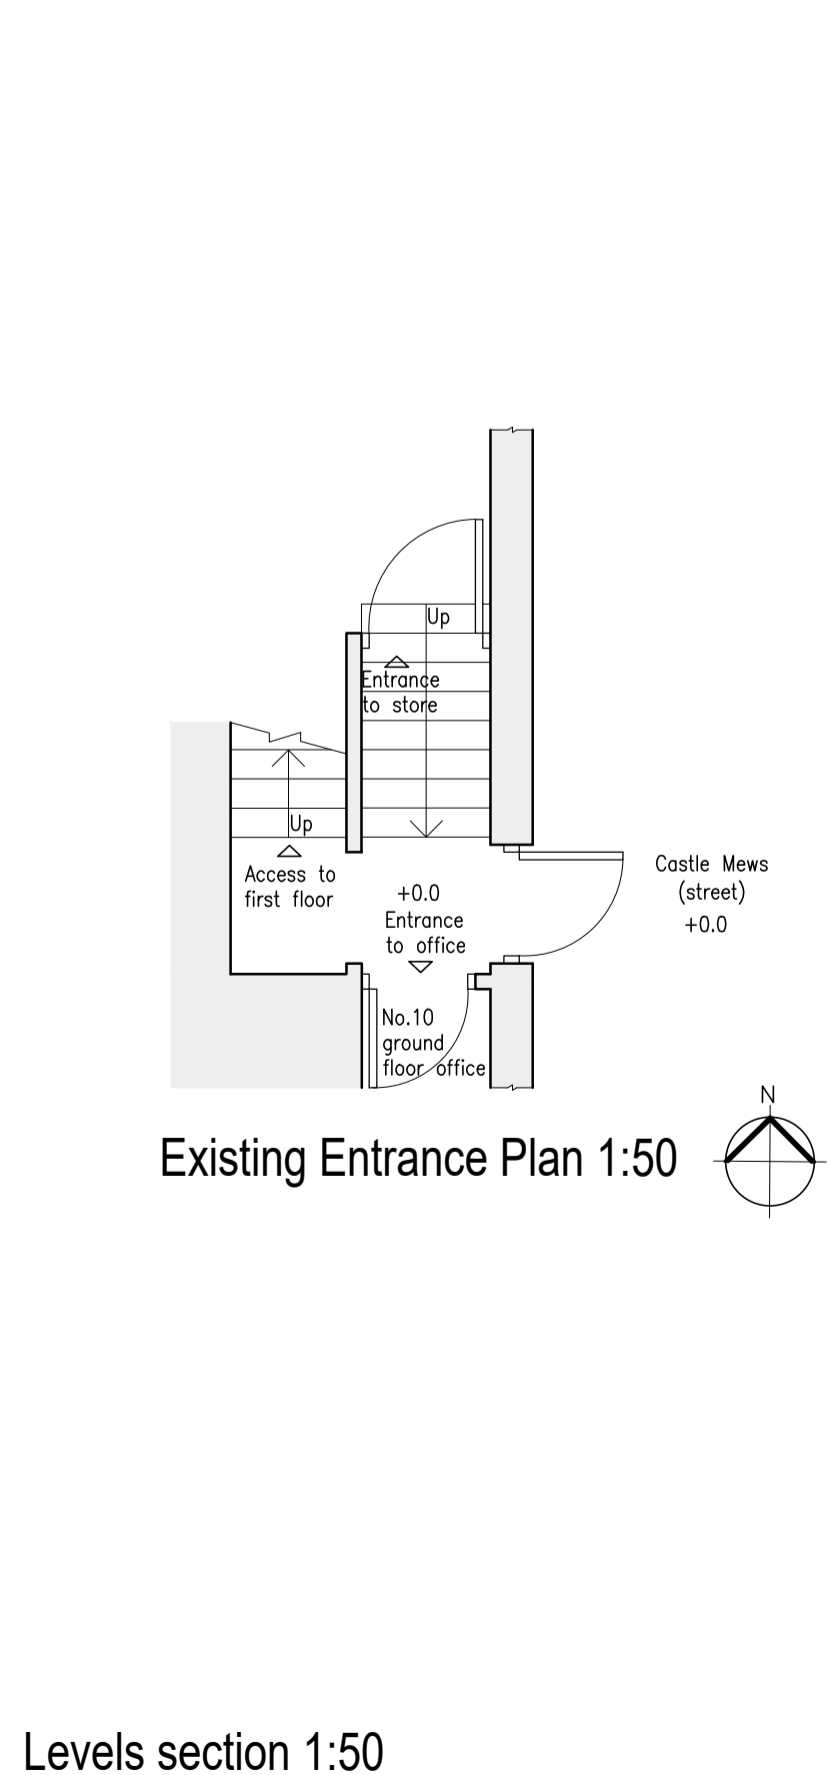 Up
Entrance
to store
Up
Access to
first floor
+0.0
Entrance
to office
Castle Mews
(street)
+0.0
No.10
ground
floor office
N
Existing Entrance Plan 1:50
Levels section 1:50